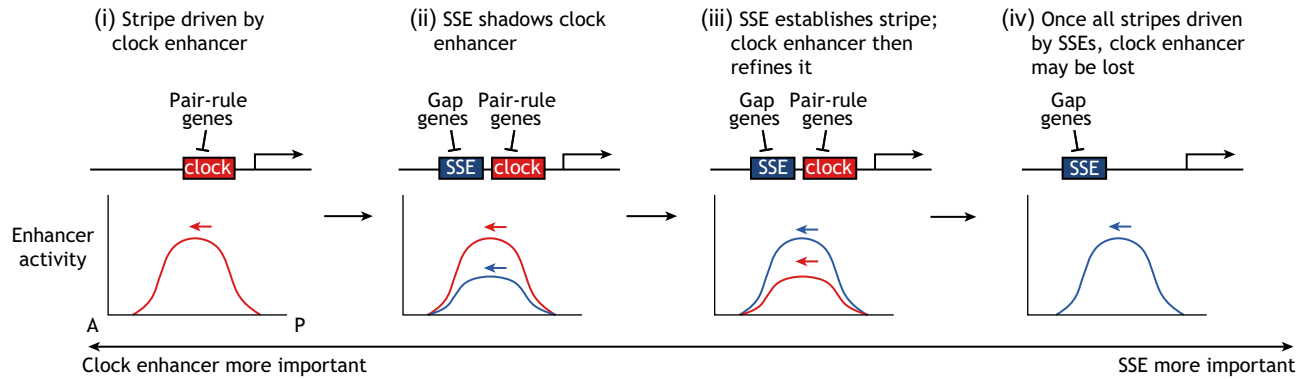 (i) Stripe driven by
clock enhancer
Pair-rule
genes
clock
(ii) SSE shadows clock
enhancer
Gap
genes
Pair-rule
genes
SSE
clock
(iii) SSE establishes stripe;
clock enhancer then
refines it
Gap
genes
Pair-rule
genes
SSE
clock
(iv) Once all stripes driven
by SSEs, clock enhancer
may be lost
Gap
genes
SSE
Enhancer
activity
A
P
Clock enhancer more important
SSE more important